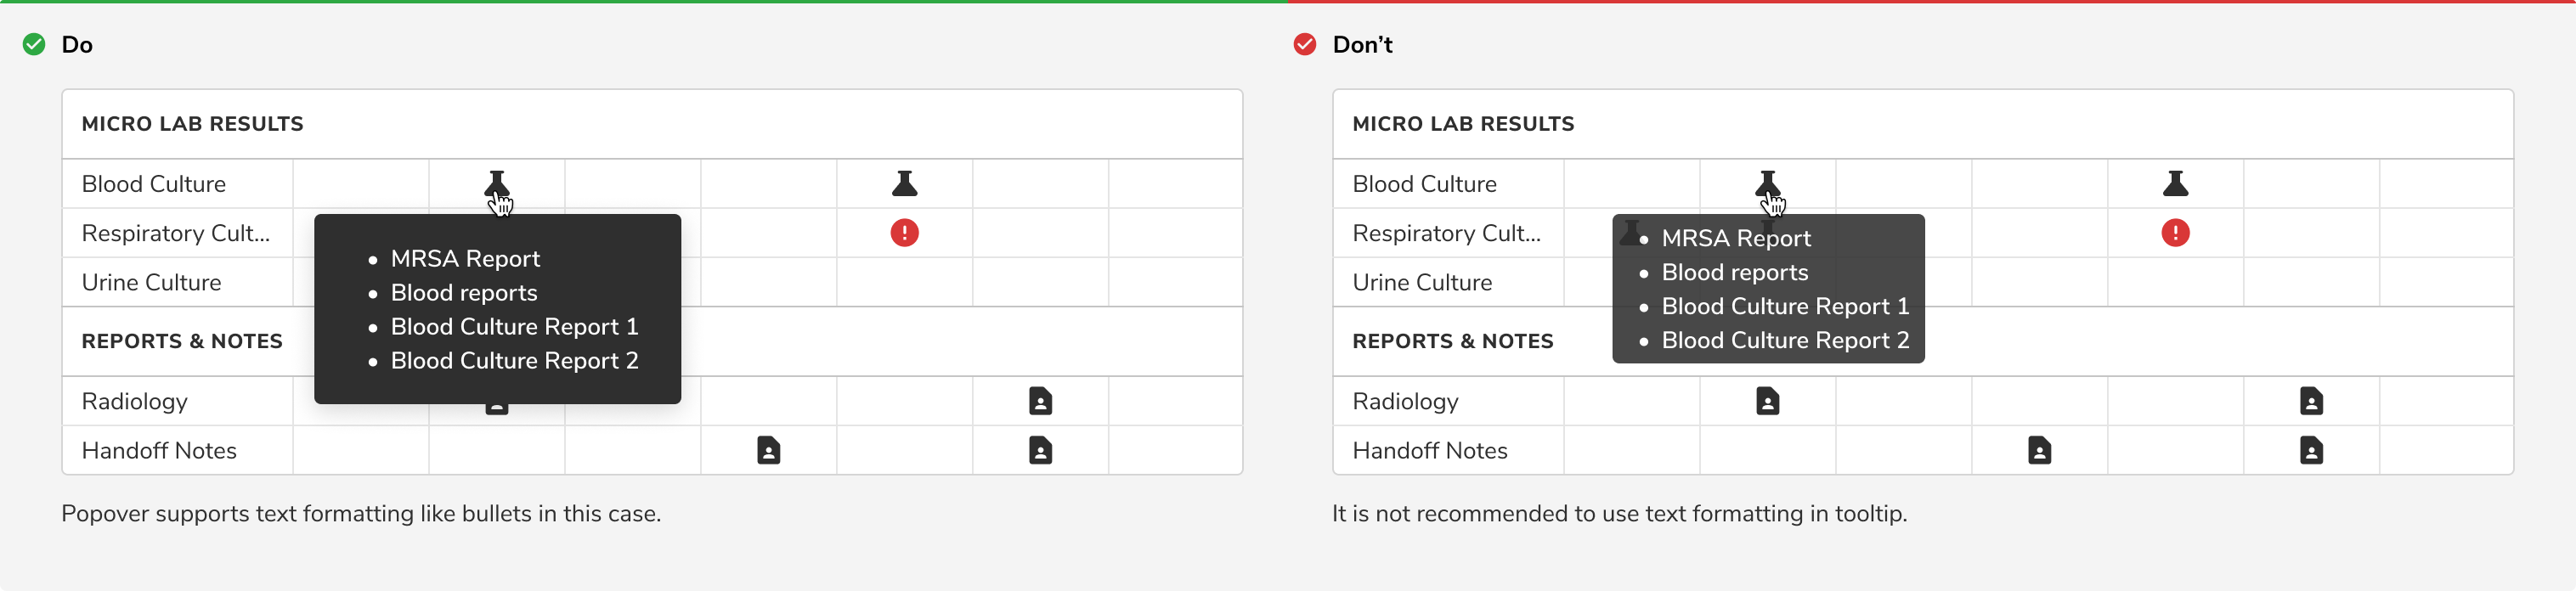 Do
MICRO LAB RESULTS
Blood Culture
Respiratory Cult...
Urine Culture
MRSA Report
Blood reports
Blood Culture Report 1
Blood Culture Report 2
REPORTS & NOTES
Radiology
Handoff Notes
Popover supports text formatting like bullets in this case.
Don’t
MICRO LAB RESULTS
Blood Culture
Respiratory Cult...
Urine Culture
MRSA Report
Blood reports
Blood Culture Report 1
Blood Culture Report 2
REPORTS & NOTES
Radiology
Handoff Notes
It is not recommended to use text formatting in tooltip.